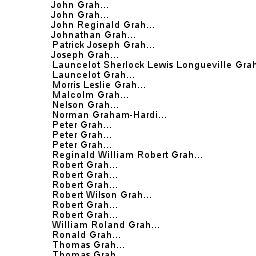 John Grah...
John Grah...
John Reginald Grah...
Johnathan Grah...
Patrick Joseph Grah...
Joseph Grah...
Launcelot Sherlock Lewis Longueville Grah
Launcelot Grah...
Morris Leslie Grah...
Malcolm Grah...
Nelson Grah...
Norman Graham-Hardi...
Peter Grah...
Peter Grah...
Peter Grah...
Reginald William Robert Grah...
Robert Grah...
Robert Grah...
Robert Grah...
Robert Wilson Grah...
Robert Grah...
Robert Grah...
William Roland Grah...
Ronald Grah...
Thomas Grah...
Thomas Grah...